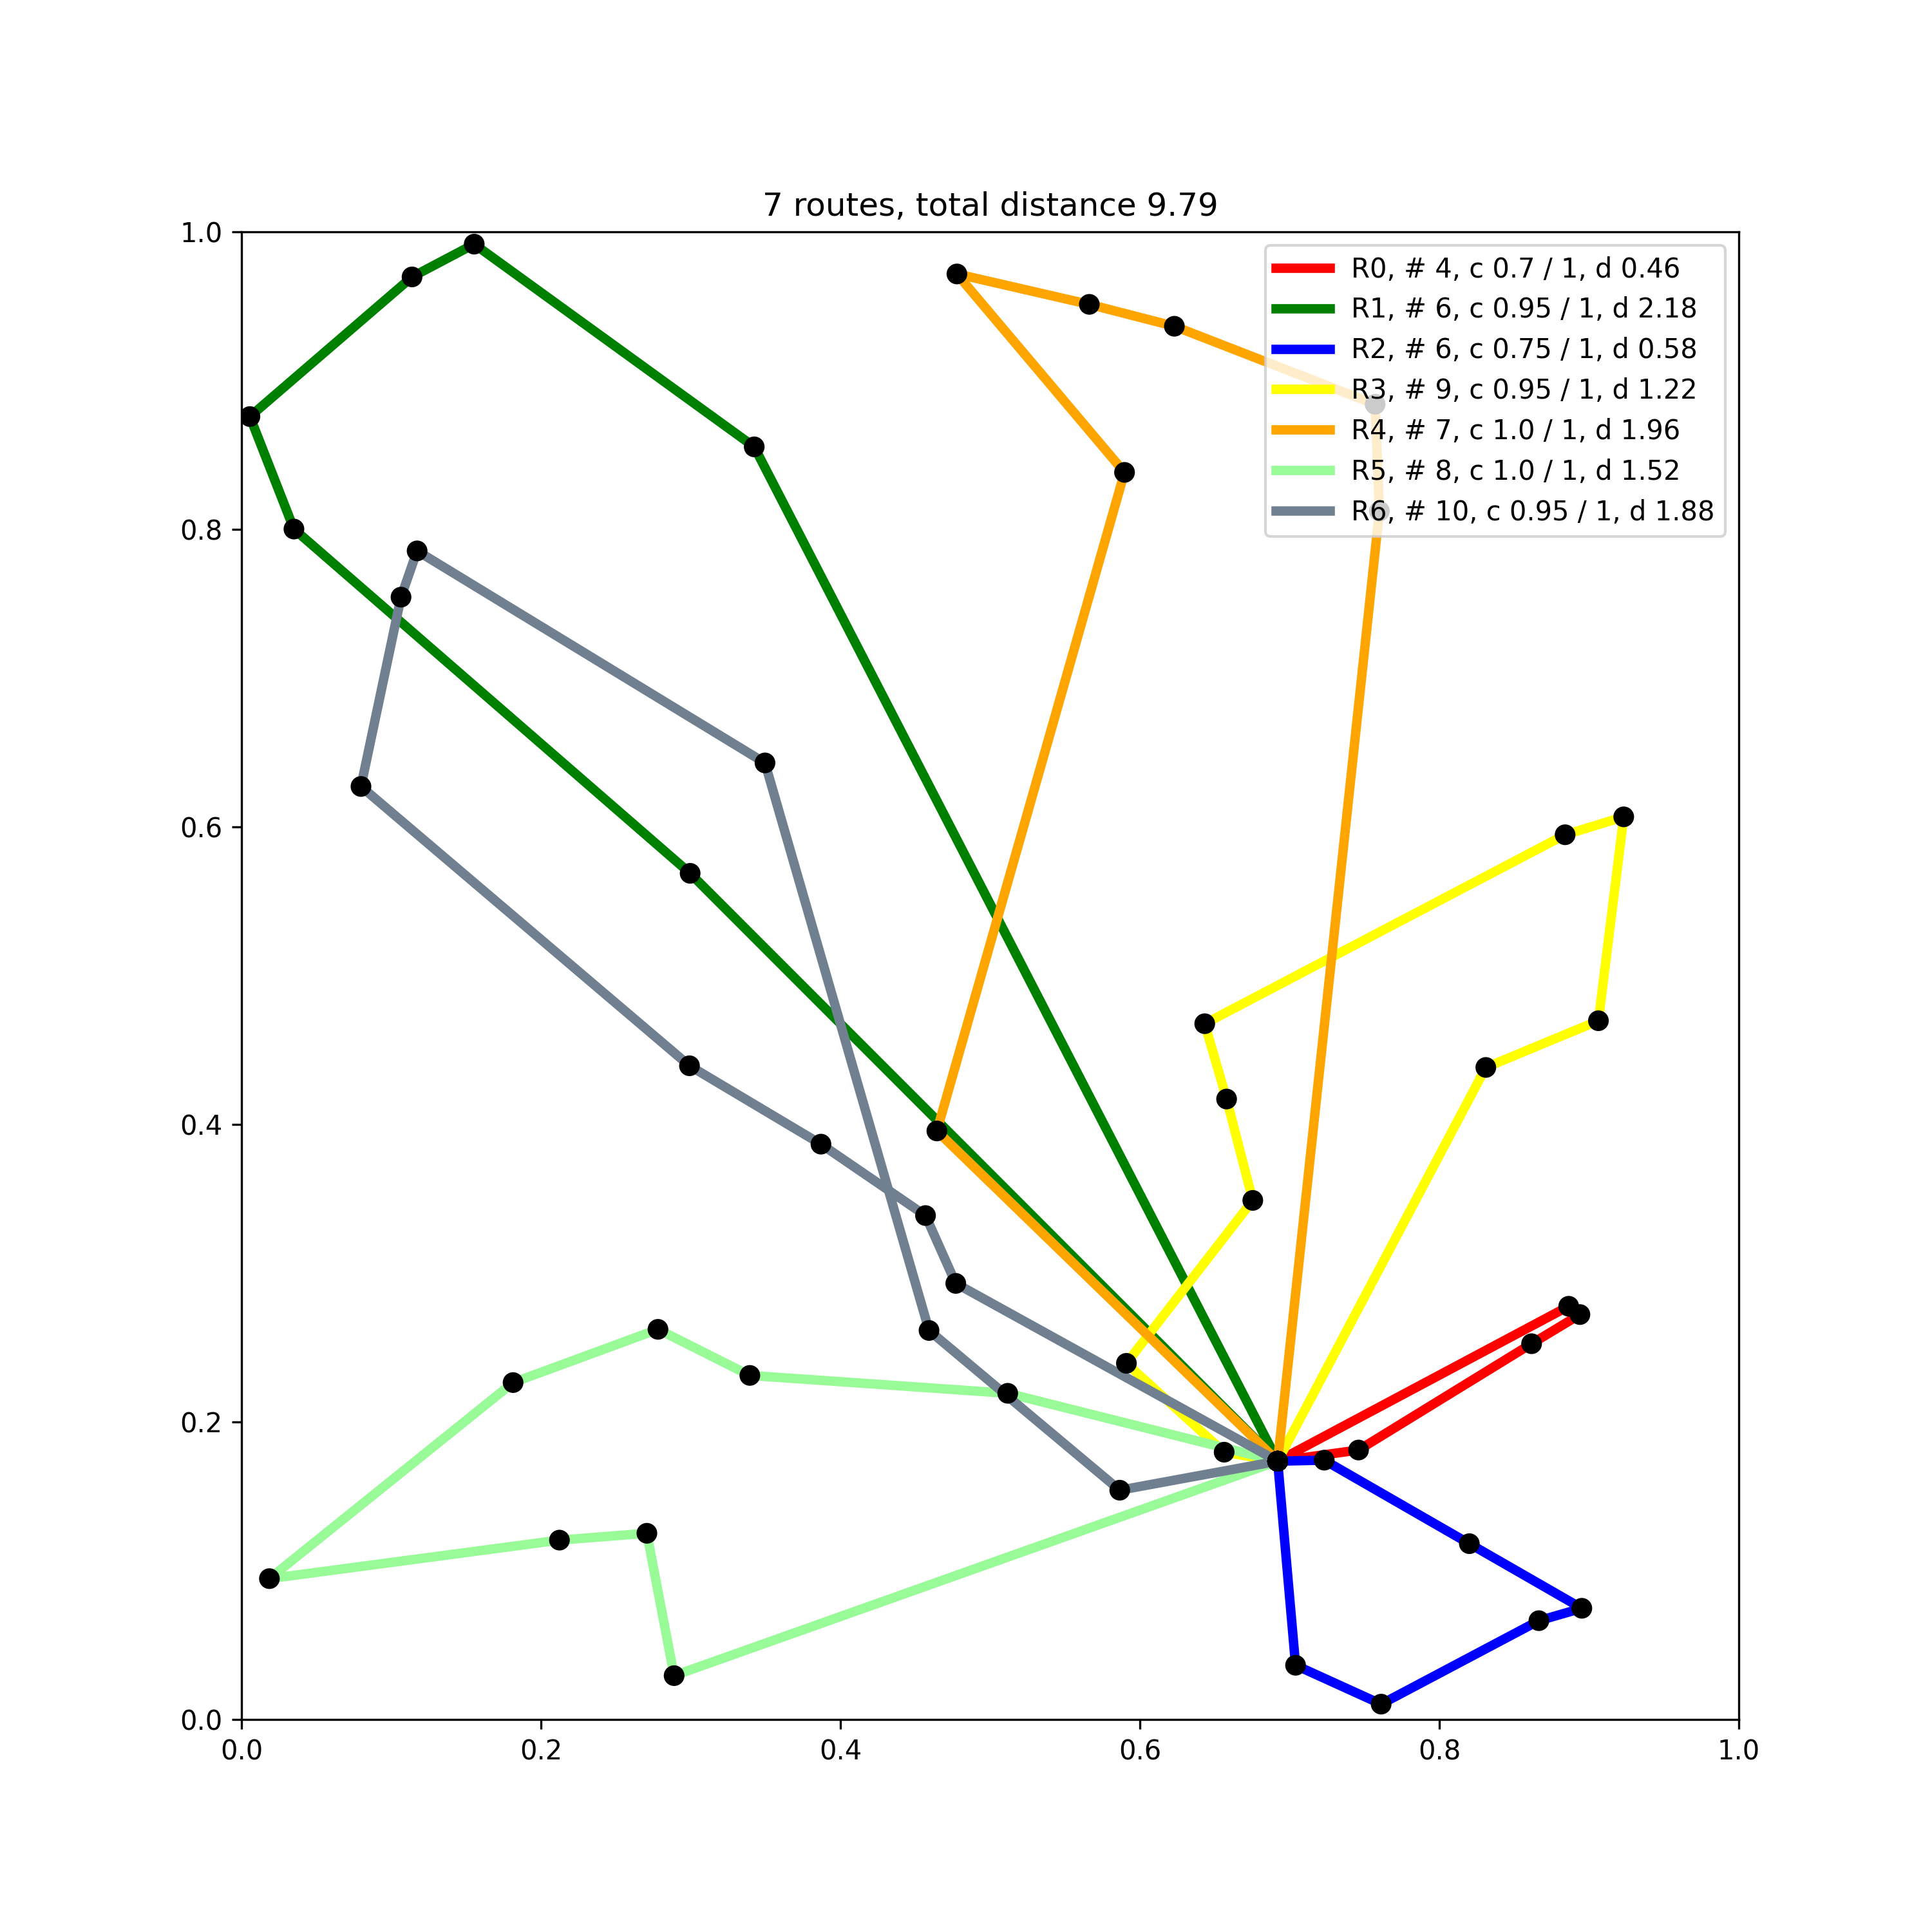 7 routes, total distance 9.79
1.0
0.8
0.6
0.4
0.2
0.0
R0, # 4, c 0.7 / 1, d 0.46
R1, # 6, c 0.95 / 1, d 2.18
R2, # 6, c 0.75 / 1, d 0.58
R3, # 9, c 0.95 / 1, d 1.22
R4, # 7, c 1.0 / 1, d 1.96
R5, # 8, c 1.0 / 1, d 1.52
R6, # 10, c 0.95 / 1, d 1.88
0.0 0.2 0.4 0.6 0.8 1.0